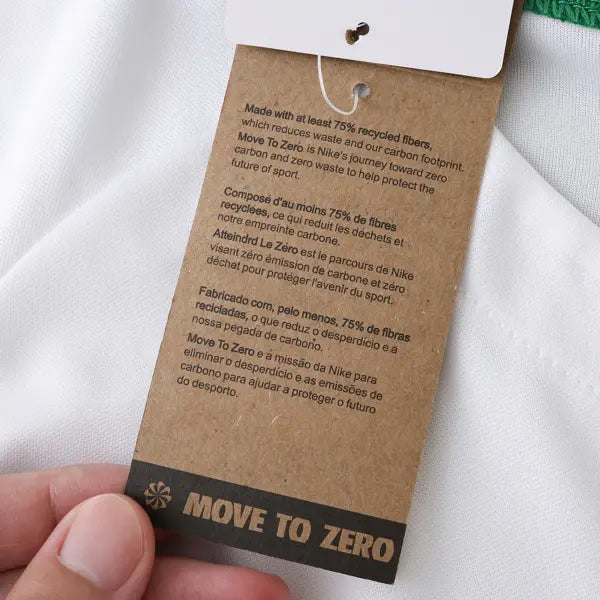 Made with at least 75% recycled fibers,
which reduces waste and our carbon footprint.
Move To Zero is Nike's journey toward zero
carbon and zero waste to help protect the
future of sport.
Composé d'au moins 75% de fibres
recyclées, ce qui reduit les déchets et
notre empreinte carbone.
Atteindrd Le Zéro est le parcours de Nike
visant zéro émission de carbone et zéro
déchet pour protéger l'avenir du sport.
Fabricado com, pelo menos, 75% de fibras
recicladas, o que reduz o desperdício e a
nossa pegada de carbono.
Move To Zero e a missão da Nike para
eliminar o desperdício e as emissões de
carbono para ajudar a proteger o futuro
do desporto.
MOVE TO ZERO